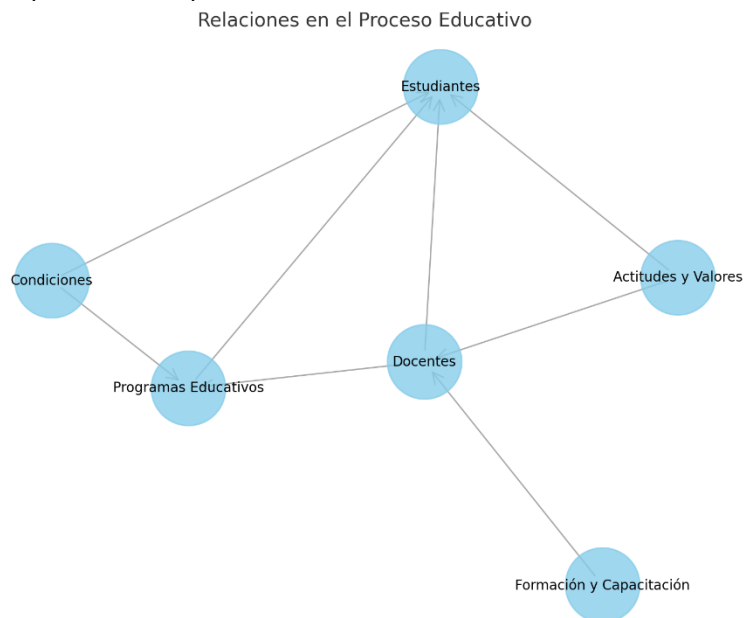 Relaciones en el Proceso Educativo
Estudiantes
Condiciones
Actitudes y Valores
Docentes
Programas Educativos
Formación y Capacitación